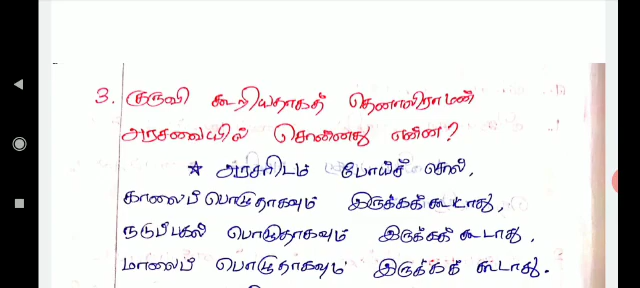 3. குருவி கூறியதாகத் தெனாலிராமன்
அரசவையில் சொன்னது என்ன?
★ அரசரிடம் போய்ச் சொல்,
காலைப் பொழுதாகவும் இருக்கக்கூடாது,
நடுப்பகல் பொழுதாகவும் இருக்கக் கூடாது,
மாலைப் பொழுதாகவும் இருக்கக் கூடாது.